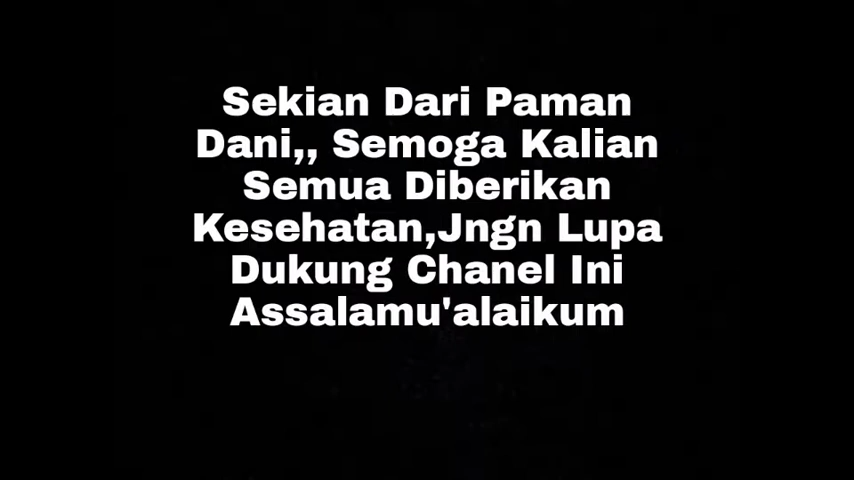 Sekian Dari Paman
Dani,, Semoga Kalian
Semua Diberikan
Kesehatan,Jngn Lupa
Dukung Chanel Ini
Assalamu'alaikum